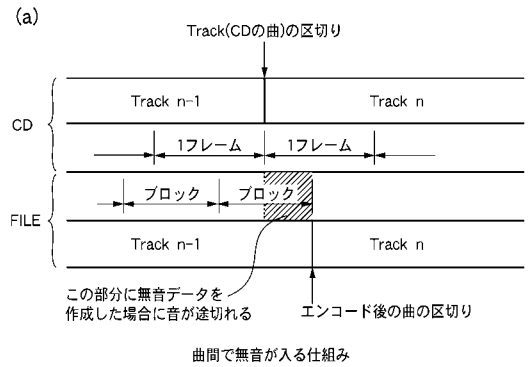 (a)
Track(CDの曲)の区切り
Track n-1
Track n
CD
1フレーム
1フレーム
ブロック
ブロック
FILE
Track n-1
Track n
この部分に無音データを
作成した場合に音が途切れる
エンコード後の曲の区切り
曲間で無音が入る仕組み